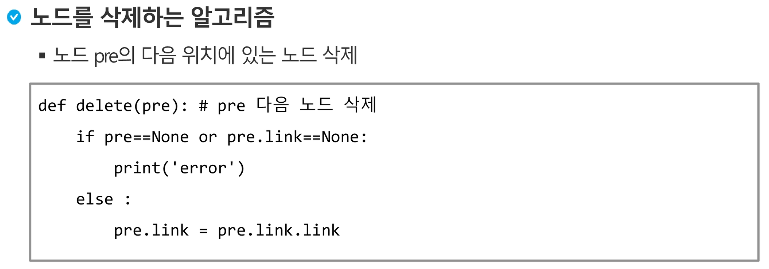 노드를 삭제하는 알고리즘
▪ 노드 pre의 다음 위치에 있는 노드 삭제
def delete(pre): # pre 다음 노드 삭제
    if pre==None or pre.link==None:
        print('error')
    else :
        pre.link = pre.link.link